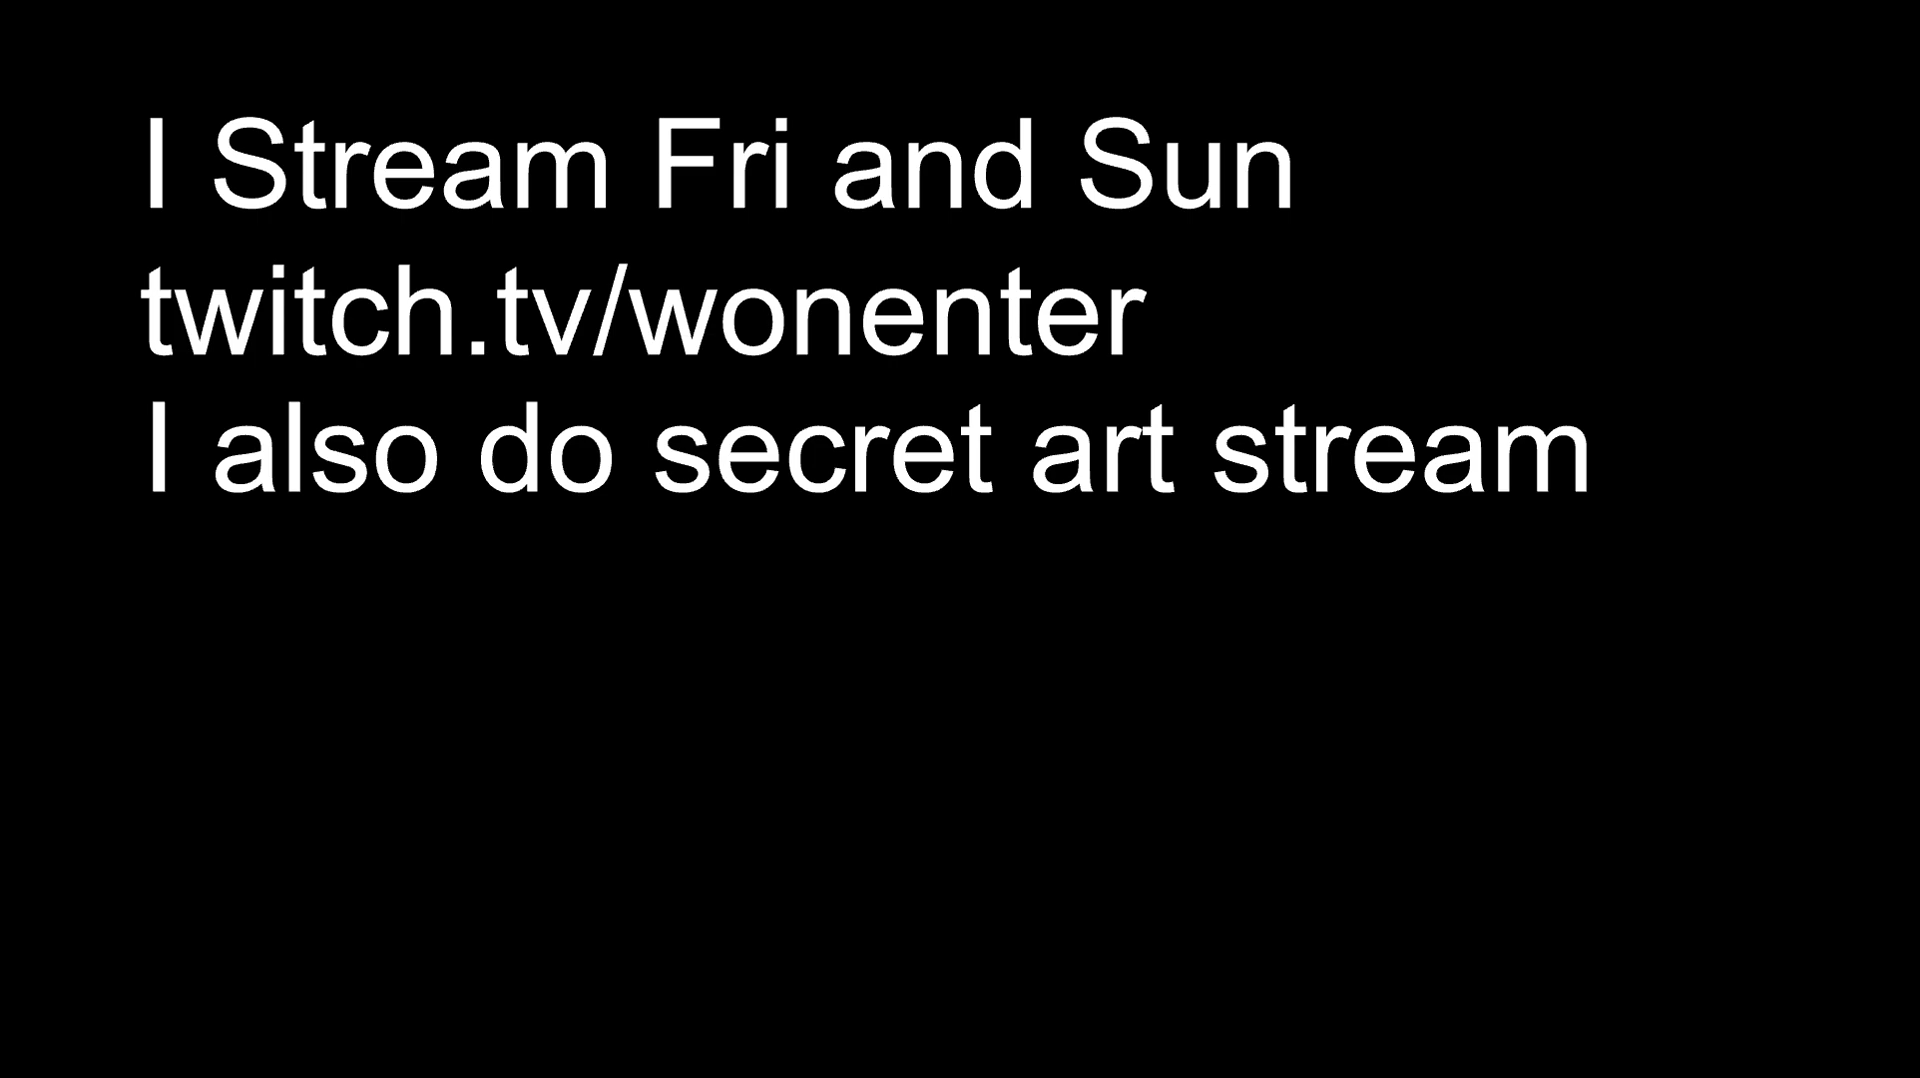 I Stream Fri and Sun
twitch.tv/wonenter
I also do secret art stream